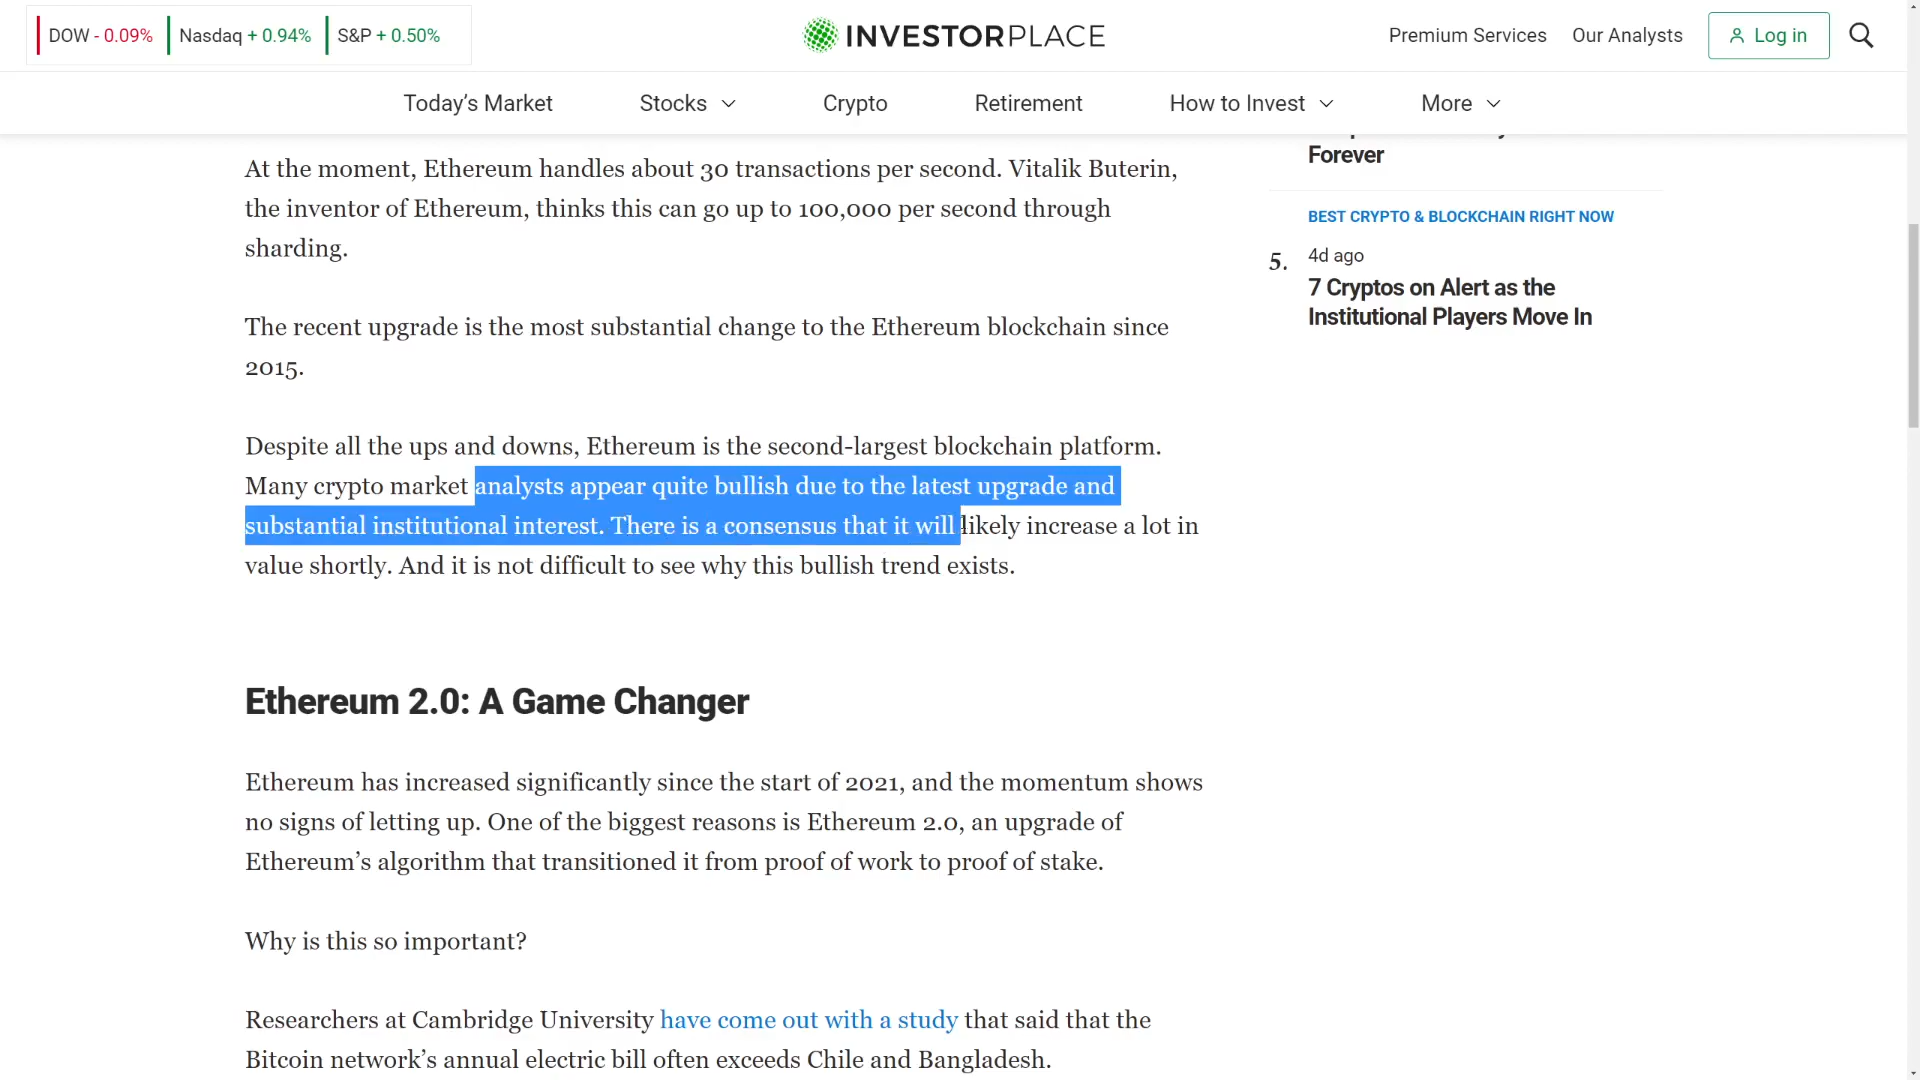 DOW - 0.09% Nasdaq + 0.94% S&P + 0.50%
INVESTORPLACE
Premium Services Our Analysts Log in
Today’s Market Stocks Crypto Retirement How to Invest More
At the moment, Ethereum handles about 30 transactions per second. Vitalik Buterin,
the inventor of Ethereum, thinks this can go up to 100,000 per second through
sharding.
The recent upgrade is the most substantial change to the Ethereum blockchain since
2015.
Despite all the ups and downs, Ethereum is the second-largest blockchain platform.
Many crypto market analysts appear quite bullish due to the latest upgrade and
substantial institutional interest. There is a consensus that it will likely increase a lot in
value shortly. And it is not difficult to see why this bullish trend exists.
Ethereum 2.0: A Game Changer
Ethereum has increased significantly since the start of 2021, and the momentum shows
no signs of letting up. One of the biggest reasons is Ethereum 2.0, an upgrade of
Ethereum’s algorithm that transitioned it from proof of work to proof of stake.
Why is this so important?
Researchers at Cambridge University have come out with a study that said that the
Bitcoin network’s annual electric bill often exceeds Chile and Bangladesh.
Forever
BEST CRYPTO & BLOCKCHAIN RIGHT NOW
5. 4d ago
7 Cryptos on Alert as the
Institutional Players Move In